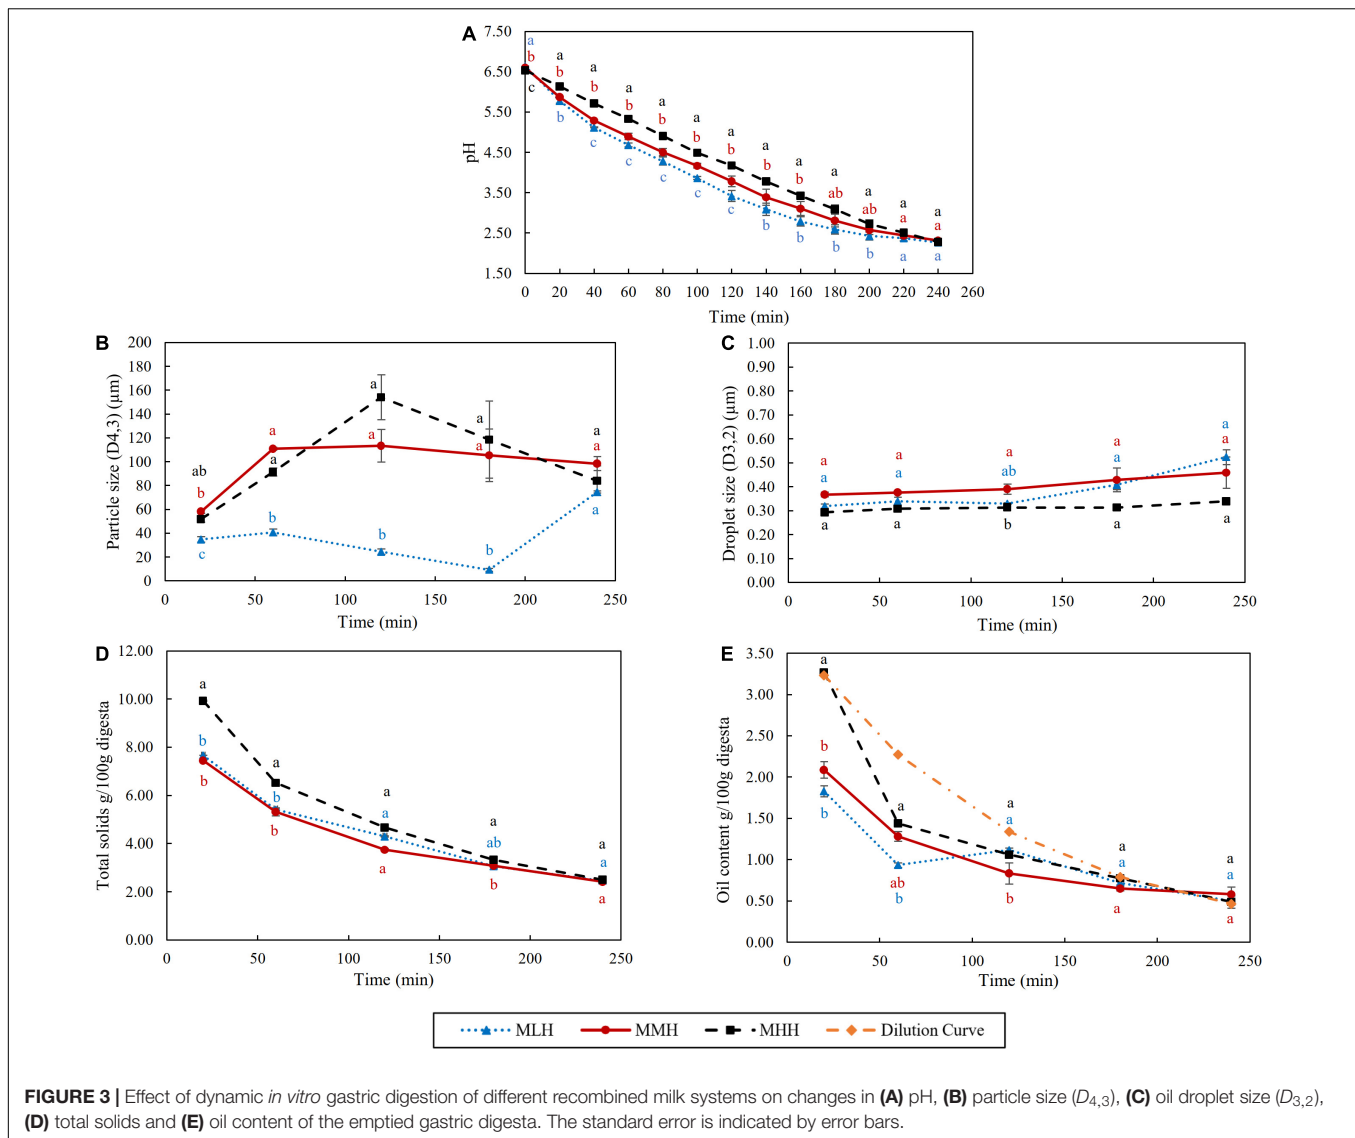 A
7.50
6.50
5.50
4.50
3.50
2.50
1.50
pH
a
b
c
a
b
b
a
b
c
a
b
c
a
b
c
a
b
c
a
b
c
a
b
b
a
b
b
a
ab
b
a
ab
b
a
a
a
a
a
a
0 20 40 60 80 100 120 140 160 180 200 220 240 260
Time (min)
B
200
180
160
140
120
100
80
60
40
20
0
Particle size (D4,3) (µm)
ab
b
c
a
a
b
a
a
b
a
a
b
a
a
a
0 50 100 150 200 250
Time (min)
C
1.00
0.90
0.80
0.70
0.60
0.50
0.40
0.30
0.20
0.10
0.00
Droplet size (D3,2) (µm)
a
a
a
a
a
a
a
ab
b
a
a
a
a
a
a
0 50 100 150 200 250
Time (min)
D
12.00
10.00
8.00
6.00
4.00
2.00
0.00
Total solids g/100g digesta
a
b
b
a
b
b
a
a
a
a
ab
b
a
a
a
0 50 100 150 200 250
Time (min)
E
3.50
3.00
2.50
2.00
1.50
1.00
0.50
0.00
Oil content g/100g digesta
a
b
b
a
ab
b
a
a
b
a
a
a
a
a
a
0 50 100 150 200 250
Time (min)
MLH MMH MHH Dilution Curve
FIGURE 3 | Effect of dynamic in vitro gastric digestion of different recombined milk systems on changes in (A) pH, (B) particle size (D4,3), (C) oil droplet size (D3,2),
(D) total solids and (E) oil content of the emptied gastric digesta. The standard error is indicated by error bars.